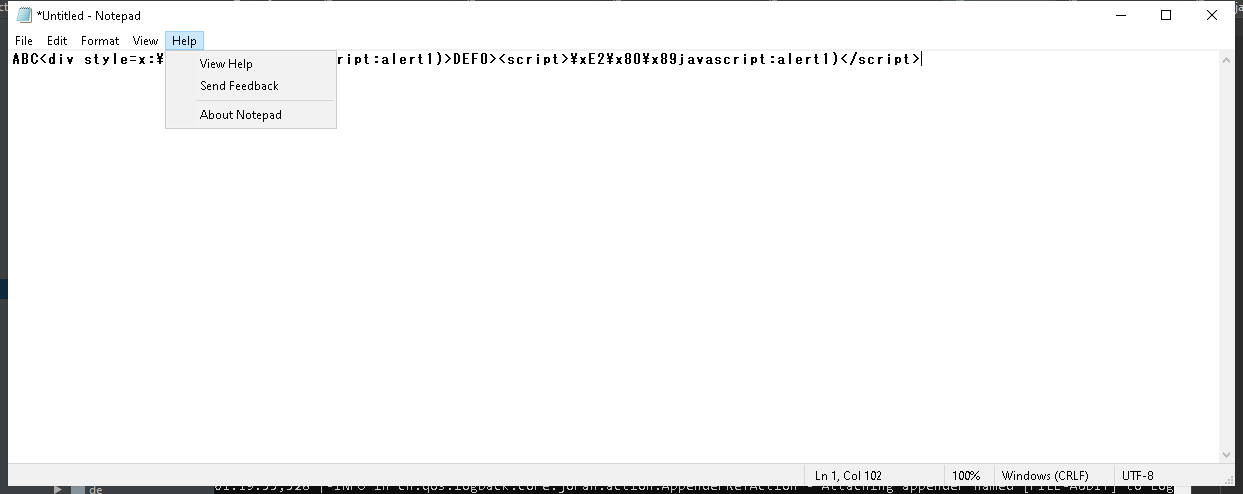 *Untitled - Notepad
File Edit Format View Help
ABC<div style=x:¥ ript:alert1)>DEF0><script>¥xE2¥x80¥x89javascript:alert1)</script>
View Help
Send Feedback
About Notepad
Ln 1, Col 102 100% Windows (CRLF) UTF-8
de